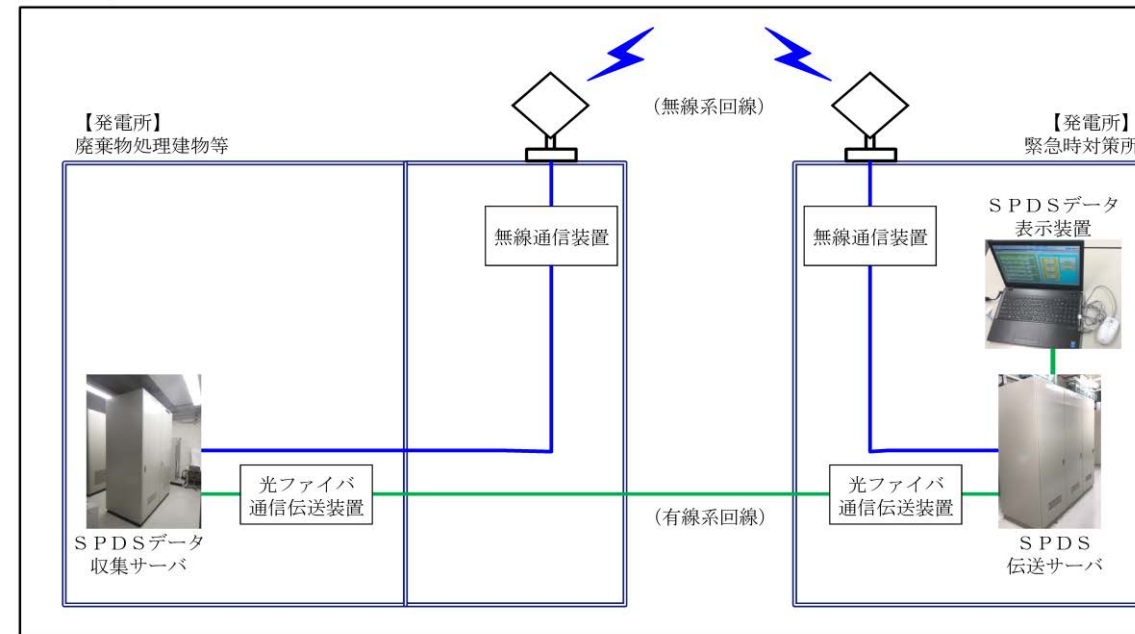 【発電所】
廃棄物処理建物等
(無線系回線)
【発電所】
緊急時対策所
無線通信装置
無線通信装置
ＳＰＤＳデータ
表示装置
光ファイバ
通信伝送装置
(有線系回線)
光ファイバ
通信伝送装置
ＳＰＤＳデータ
収集サーバ
ＳＰＤＳ
伝送サーバ